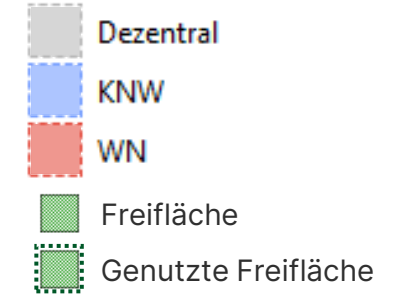 Dezentral
KNW
WN
Freifläche
Genutzte Freifläche